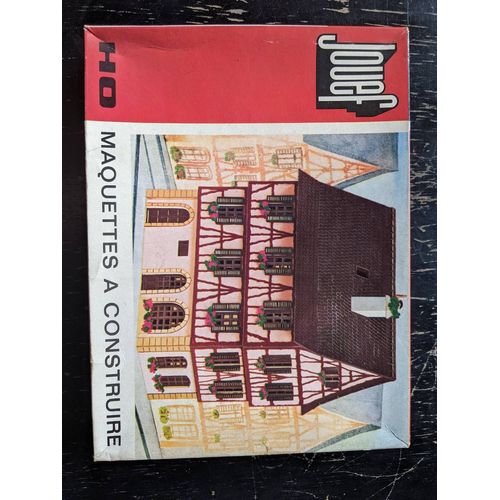 Jouef
HO
MAQUETTES A CONSTRUIRE